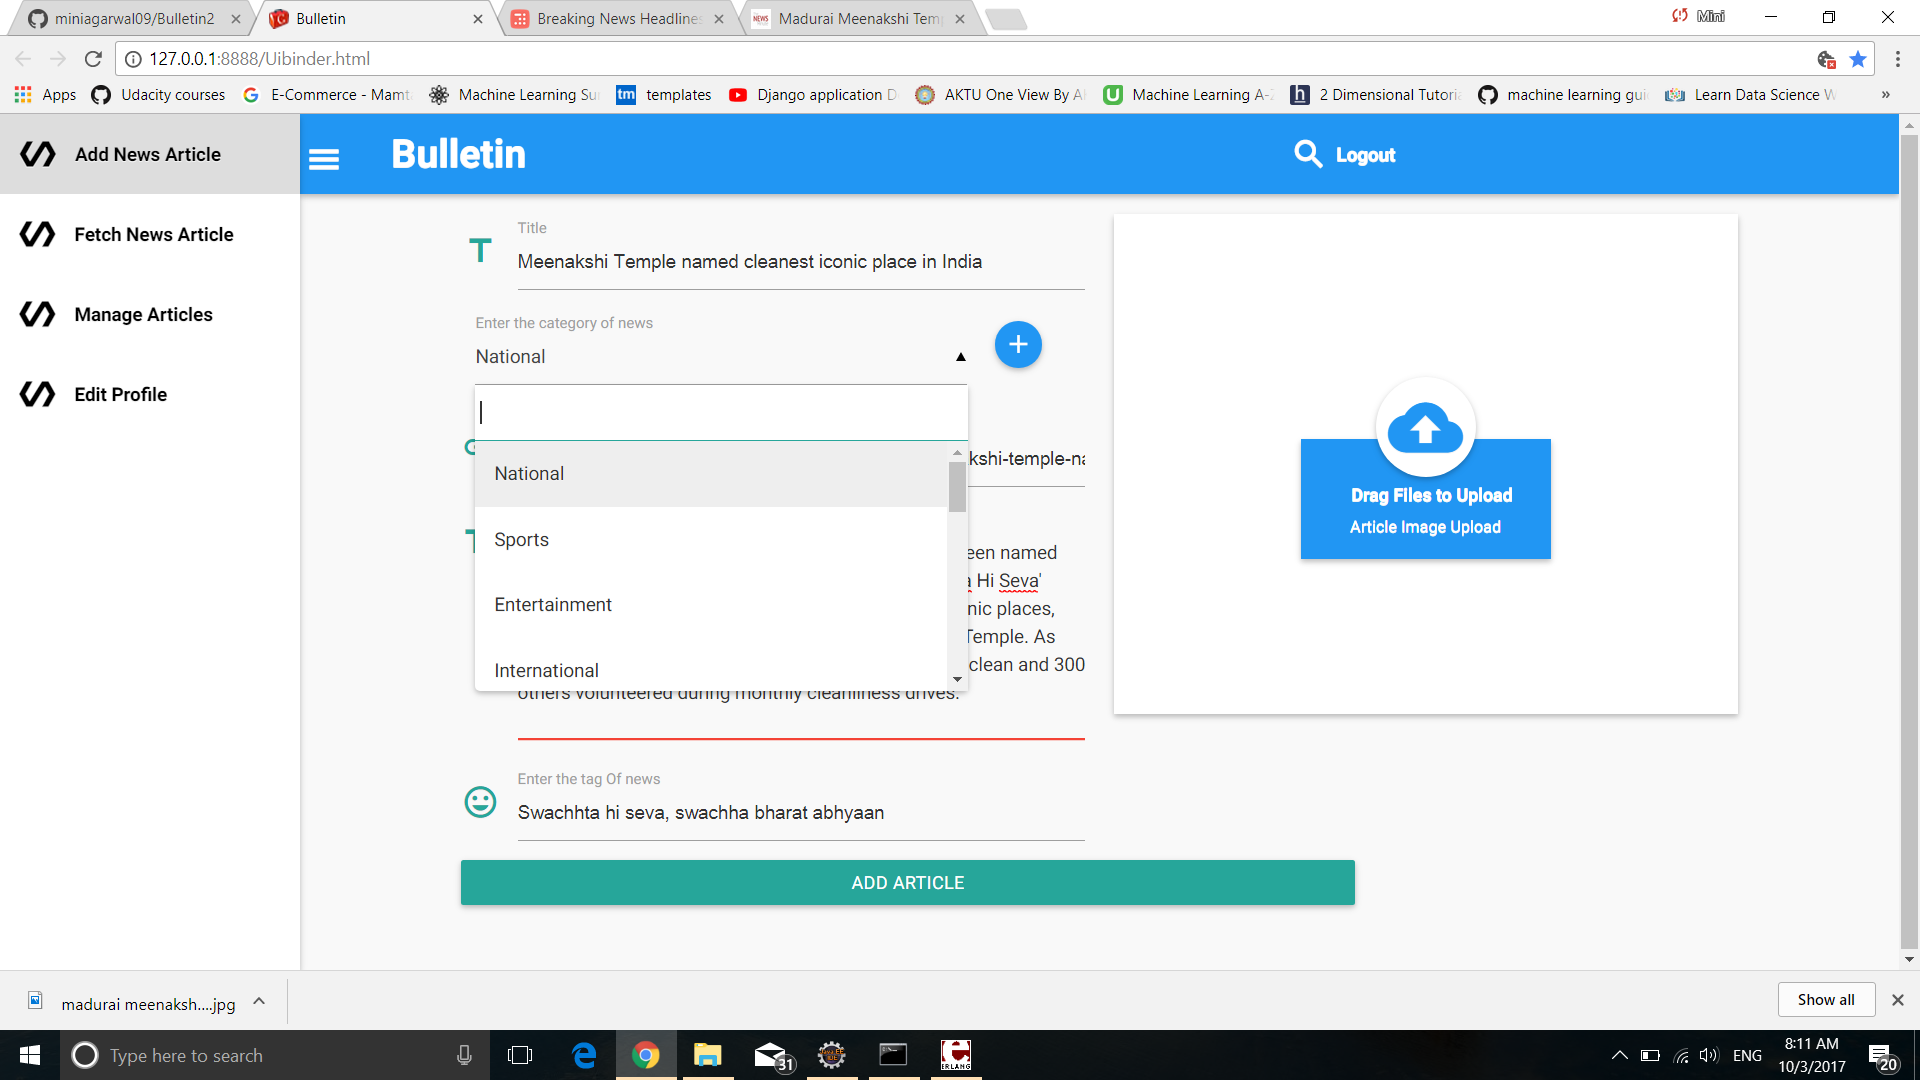 miniagarwal09/Bulletin2
Bulletin
Breaking News Headlines
Madurai Meenakshi Tem
Mini
127.0.0.1:8888/Uibinder.html
Apps
Udacity courses
E-Commerce - Mamt
Machine Learning Su
tm
templates
Django application D
AKTU One View By A
Machine Learning A-
2 Dimensional Tutori
machine learning gui
Learn Data Science W
»
Add News Article
Fetch News Article
Manage Articles
Edit Profile
Bulletin
Logout
Title
Meenakshi Temple named cleanest iconic place in India
Enter the category of news
National
National
Sports
Entertainment
International
kshi-temple-na
een named
a Hi Seva'
nic places,
Temple. As
clean and 300
others volunteered during monthly cleanliness drives.
Enter the tag Of news
Swachhta hi seva, swachha bharat abhyaan
ADD ARTICLE
Drag Files to Upload
Article Image Upload
madurai meenaksh....jpg
Show all
Type here to search
31
ERLANG
ENG
8:11 AM
10/3/2017
20